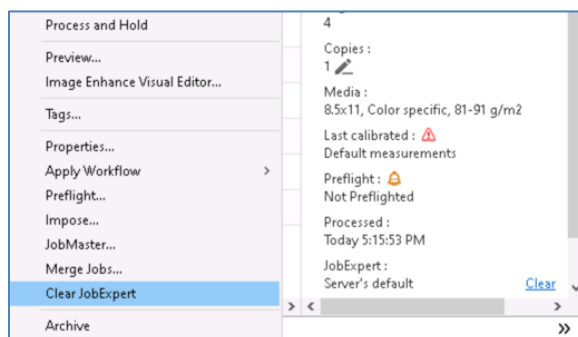 Process and Hold
Preview...
Image Enhance Visual Editor...
Tags...
Properties...
Apply Workflow
Preflight...
Impose...
JobMaster...
Merge Jobs...
Clear JobExpert
Archive
4
Copies :
1
Media :
8.5x11, Color specific, 81-91 g/m2
Last calibrated :
Default measurements
Preflight :
Not Preflighted
Processed :
Today 5:15:53 PM
JobExpert :
Server's default Clear